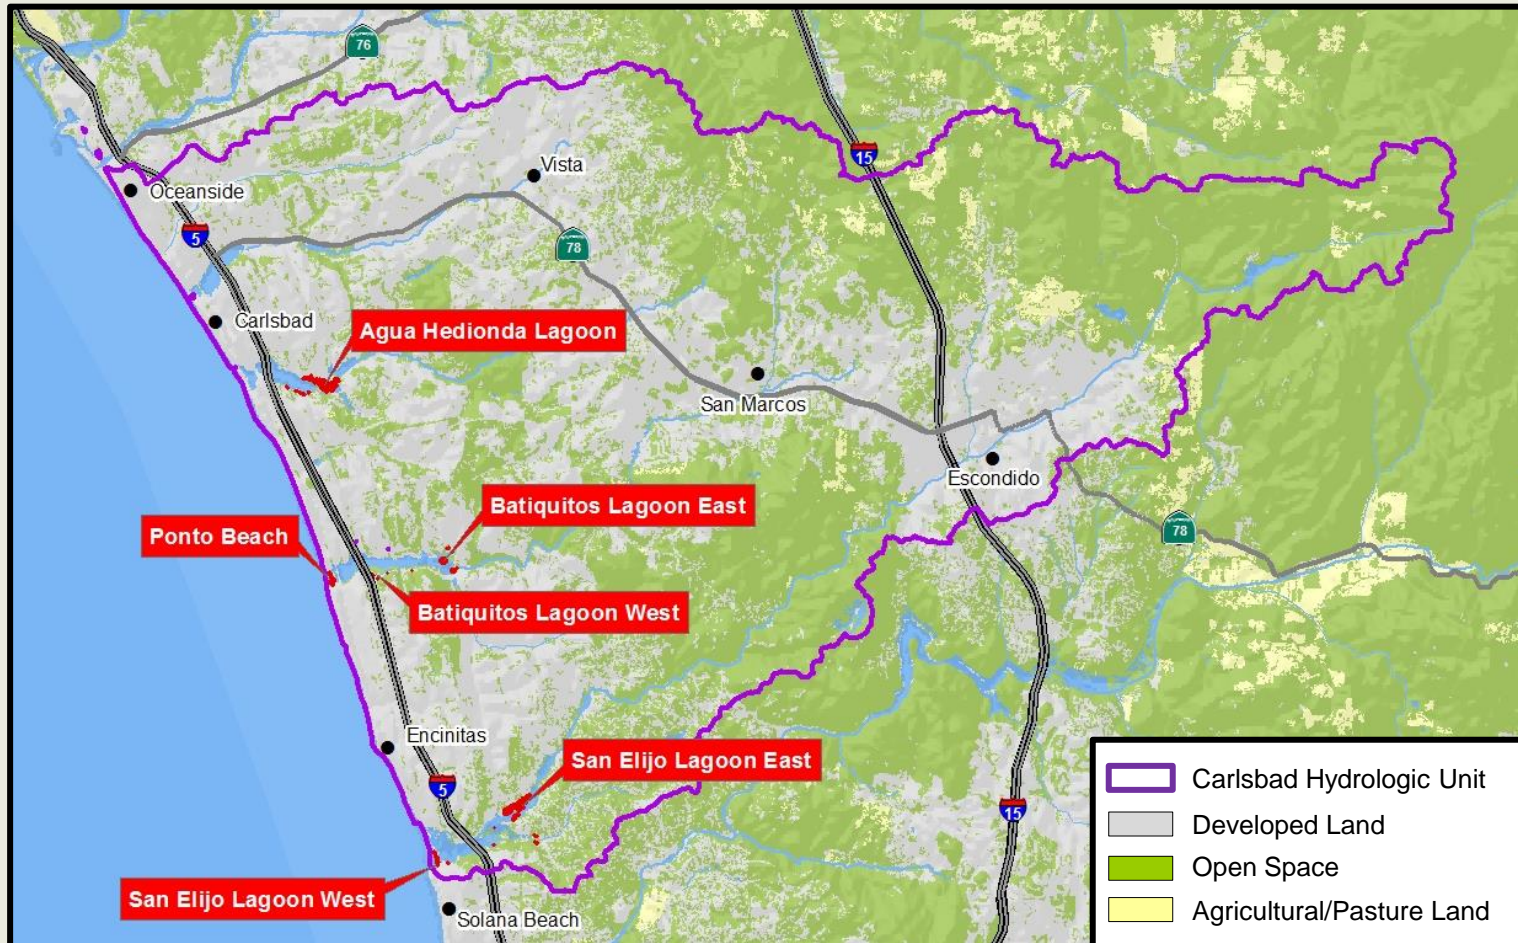 76
Vista
15
Oceanside
5
78
Carlsbad
Agua Hedionda Lagoon
San Marcos
Escondido
Batiquitos Lagoon East
Ponto Beach
78
Batiquitos Lagoon West
Encinitas
San Elijo Lagoon East
5
15
San Elijo Lagoon West
Solana Beach
Carlsbad Hydrologic Unit
Developed Land
Open Space
Agricultural/Pasture Land